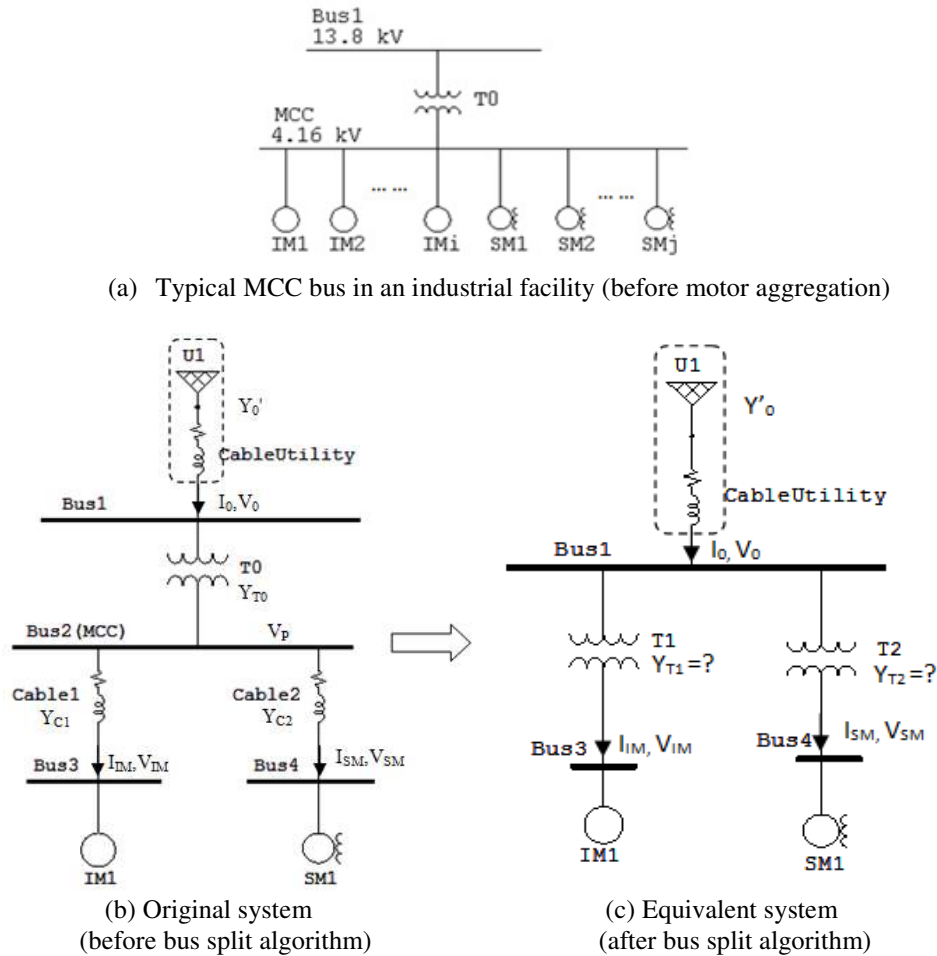 Bus1
13.8 kV
T0
MCC
4.16 kV
... ...
... ...
IM1 IM2 IMi SM1 SM2 SMj
(a) Typical MCC bus in an industrial facility (before motor aggregation)
U1
Y0'
CableUtility
Bus1
I0,V0
T0
YT0
Bus2(MCC)
Vp
Cable1
YC1
Cable2
YC2
Bus3
IIM,VIM
Bus4
ISM,VSM
IM1
SM1
(b) Original system
(before bus split algorithm)
U1
Y'0
CableUtility
Bus1
I0, V0
T1
YT1=?
T2
YT2=?
Bus3
IIM, VIM
Bus4
ISM, VSM
IM1
SM1
(c) Equivalent system
(after bus split algorithm)